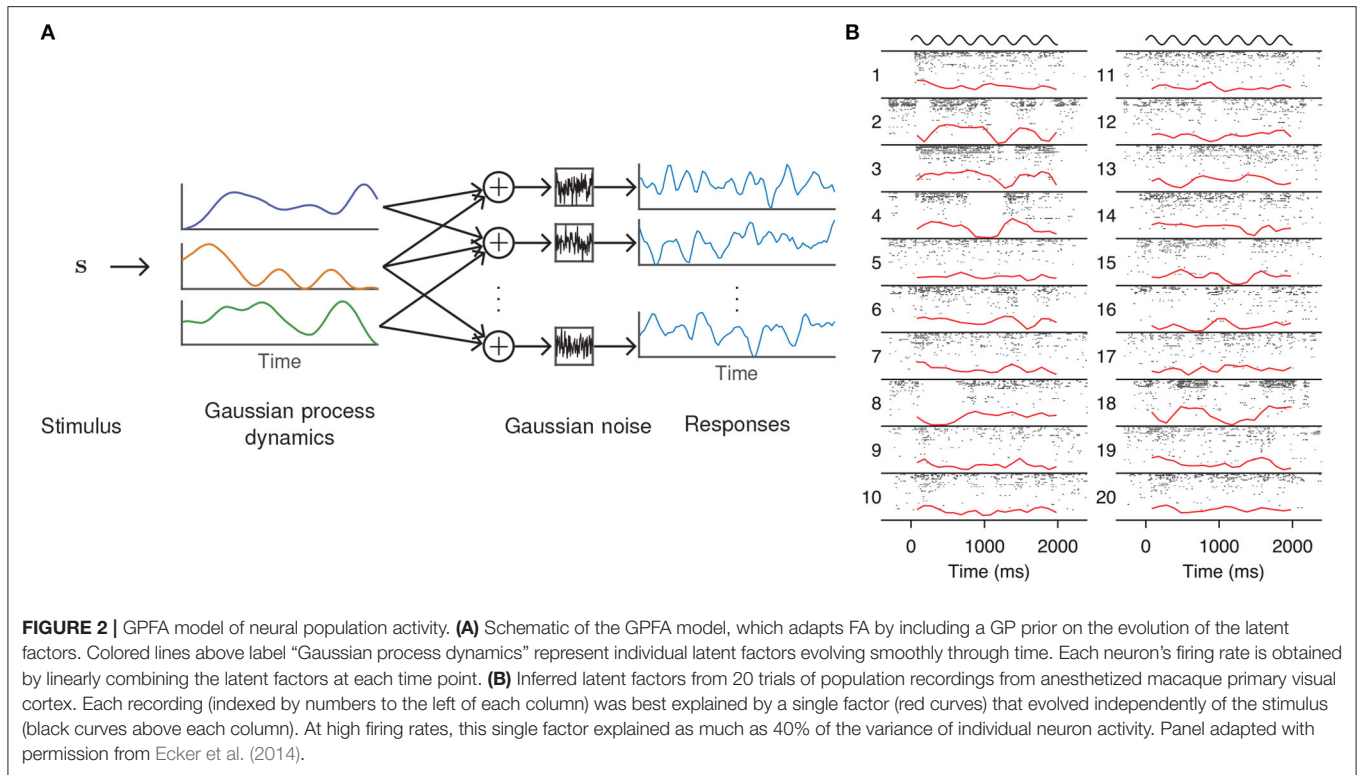 A
S
Time
Stimulus
Gaussian process
dynamics
Gaussian noise
Responses
Time
B
1
2
3
4
5
6
7
8
9
10
0 1000 2000
Time (ms)
11
12
13
14
15
16
17
18
19
20
0 1000 2000
Time (ms)
FIGURE 2 | GPFA model of neural population activity. (A) Schematic of the GPFA model, which adapts FA by including a GP prior on the evolution of the latent
factors. Colored lines above label “Gaussian process dynamics” represent individual latent factors evolving smoothly through time. Each neuron’s firing rate is obtained
by linearly combining the latent factors at each time point. (B) Inferred latent factors from 20 trials of population recordings from anesthetized macaque primary visual
cortex. Each recording (indexed by numbers to the left of each column) was best explained by a single factor (red curves) that evolved independently of the stimulus
(black curves above each column). At high firing rates, this single factor explained as much as 40% of the variance of individual neuron activity. Panel adapted with
permission from Ecker et al. (2014).